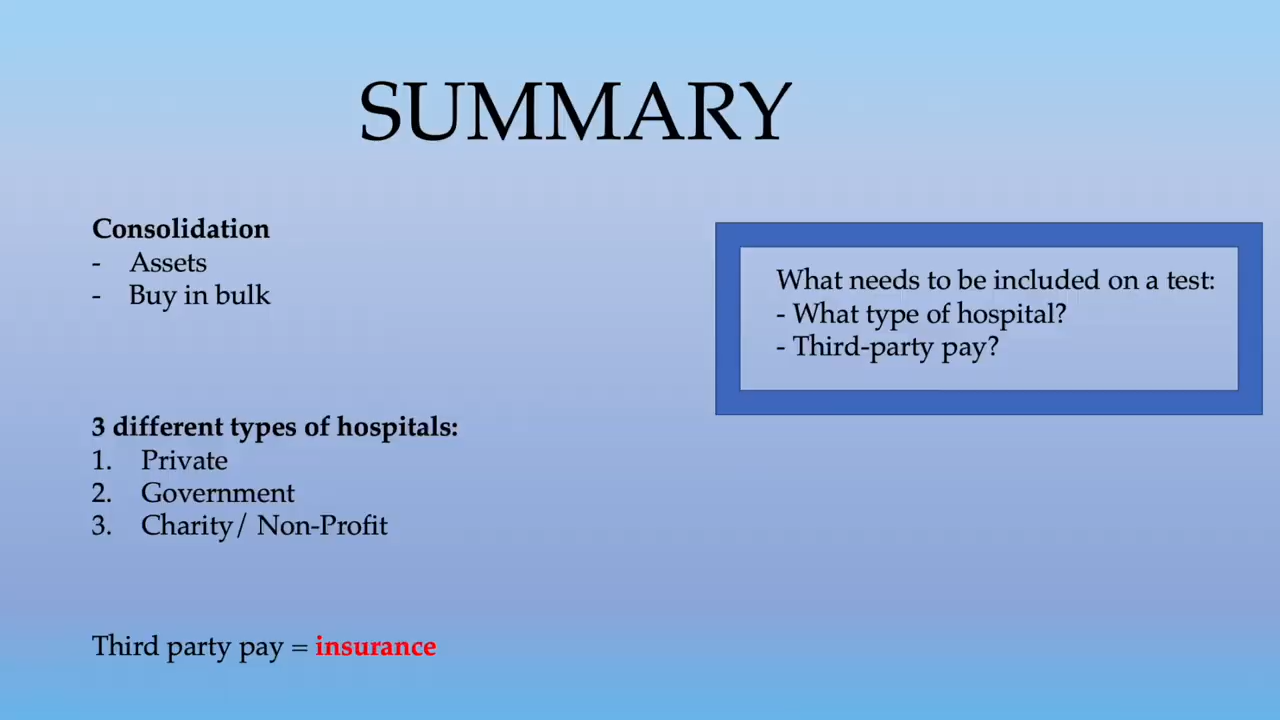 SUMMARY
Consolidation
- Assets
- Buy in bulk
What needs to be included on a test:
- What type of hospital?
- Third-party pay?
3 different types of hospitals:
1. Private
2. Government
3. Charity/ Non-Profit
Third party pay = insurance